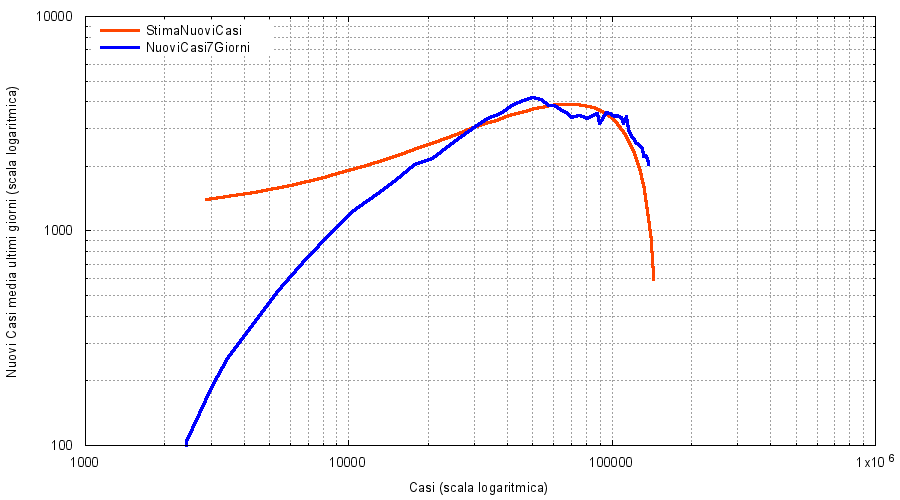 10000
StimaNuoviCasi
NuoviCasi7Giorni
Nuovi Casi media ultimi giorni (scala logaritmica)
1000
100
1000
10000
100000
1x10 6
Casi (scala logaritmica)